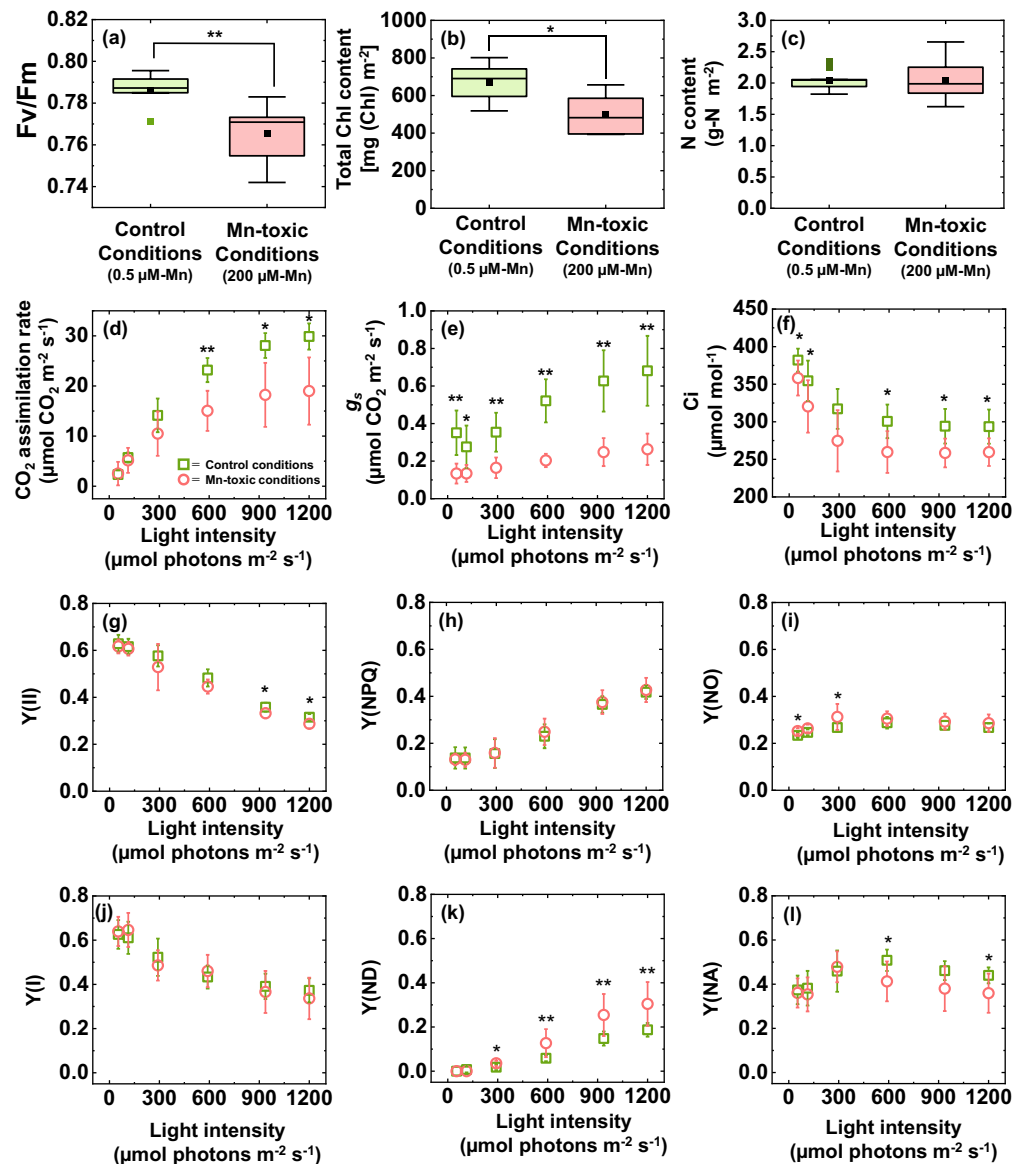 (a)
**
Fv/Fm
0.82
0.80
0.78
0.76
0.74
Control
Conditions
(0.5 µM-Mn)
Mn-toxic
Conditions
(200 µM-Mn)
(b)
*
Total Chl content
[mg (Chl) m-2]
1000
800
600
400
200
0
Control
Conditions
(0.5 µM-Mn)
Mn-toxic
Conditions
(200 µM-Mn)
(c)
N content
(g-N m-2)
3.0
2.5
2.0
1.5
1.0
0.5
0.0
Control
Conditions
(0.5 µM-Mn)
Mn-toxic
Conditions
(200 µM-Mn)
(d)
** * *
CO2 assimilation rate
(µmol CO2 m-2 s-1)
30
20
10
0
= Control conditions
= Mn-toxic conditions
0 300 600 900 1200
Light intensity
(µmol photons m-2 s-1)
(e)
** * ** ** ** **
gs
(µmol CO2 m-2 s-1)
1.0
0.8
0.6
0.4
0.2
0.0
0 300 600 900 1200
Light intensity
(µmol photons m-2 s-1)
(f)
* * * * *
Ci
(µmol mol-1)
450
400
350
300
250
200
0 300 600 900 1200
Light intensity
(µmol photons m-2 s-1)
(g)
* *
Y(II)
0.8
0.6
0.4
0.2
0.0
0 300 600 900 1200
Light intensity
(µmol photons m-2 s-1)
(h)
Y(NPQ)
0.8
0.6
0.4
0.2
0.0
0 300 600 900 1200
Light intensity
(µmol photons m-2 s-1)
(i)
* *
Y(NO)
0.8
0.6
0.4
0.2
0.0
0 300 600 900 1200
Light intensity
(µmol photons m-2 s-1)
(j)
Y(I)
0.8
0.6
0.4
0.2
0.0
0 300 600 900 1200
Light intensity
(µmol photons m-2 s-1)
(k)
* ** ** **
Y(ND)
0.8
0.6
0.4
0.2
0.0
0 300 600 900 1200
Light intensity
(µmol photons m-2 s-1)
(l)
* *
Y(NA)
0.8
0.6
0.4
0.2
0.0
0 300 600 900 1200
Light intensity
(µmol photons m-2 s-1)